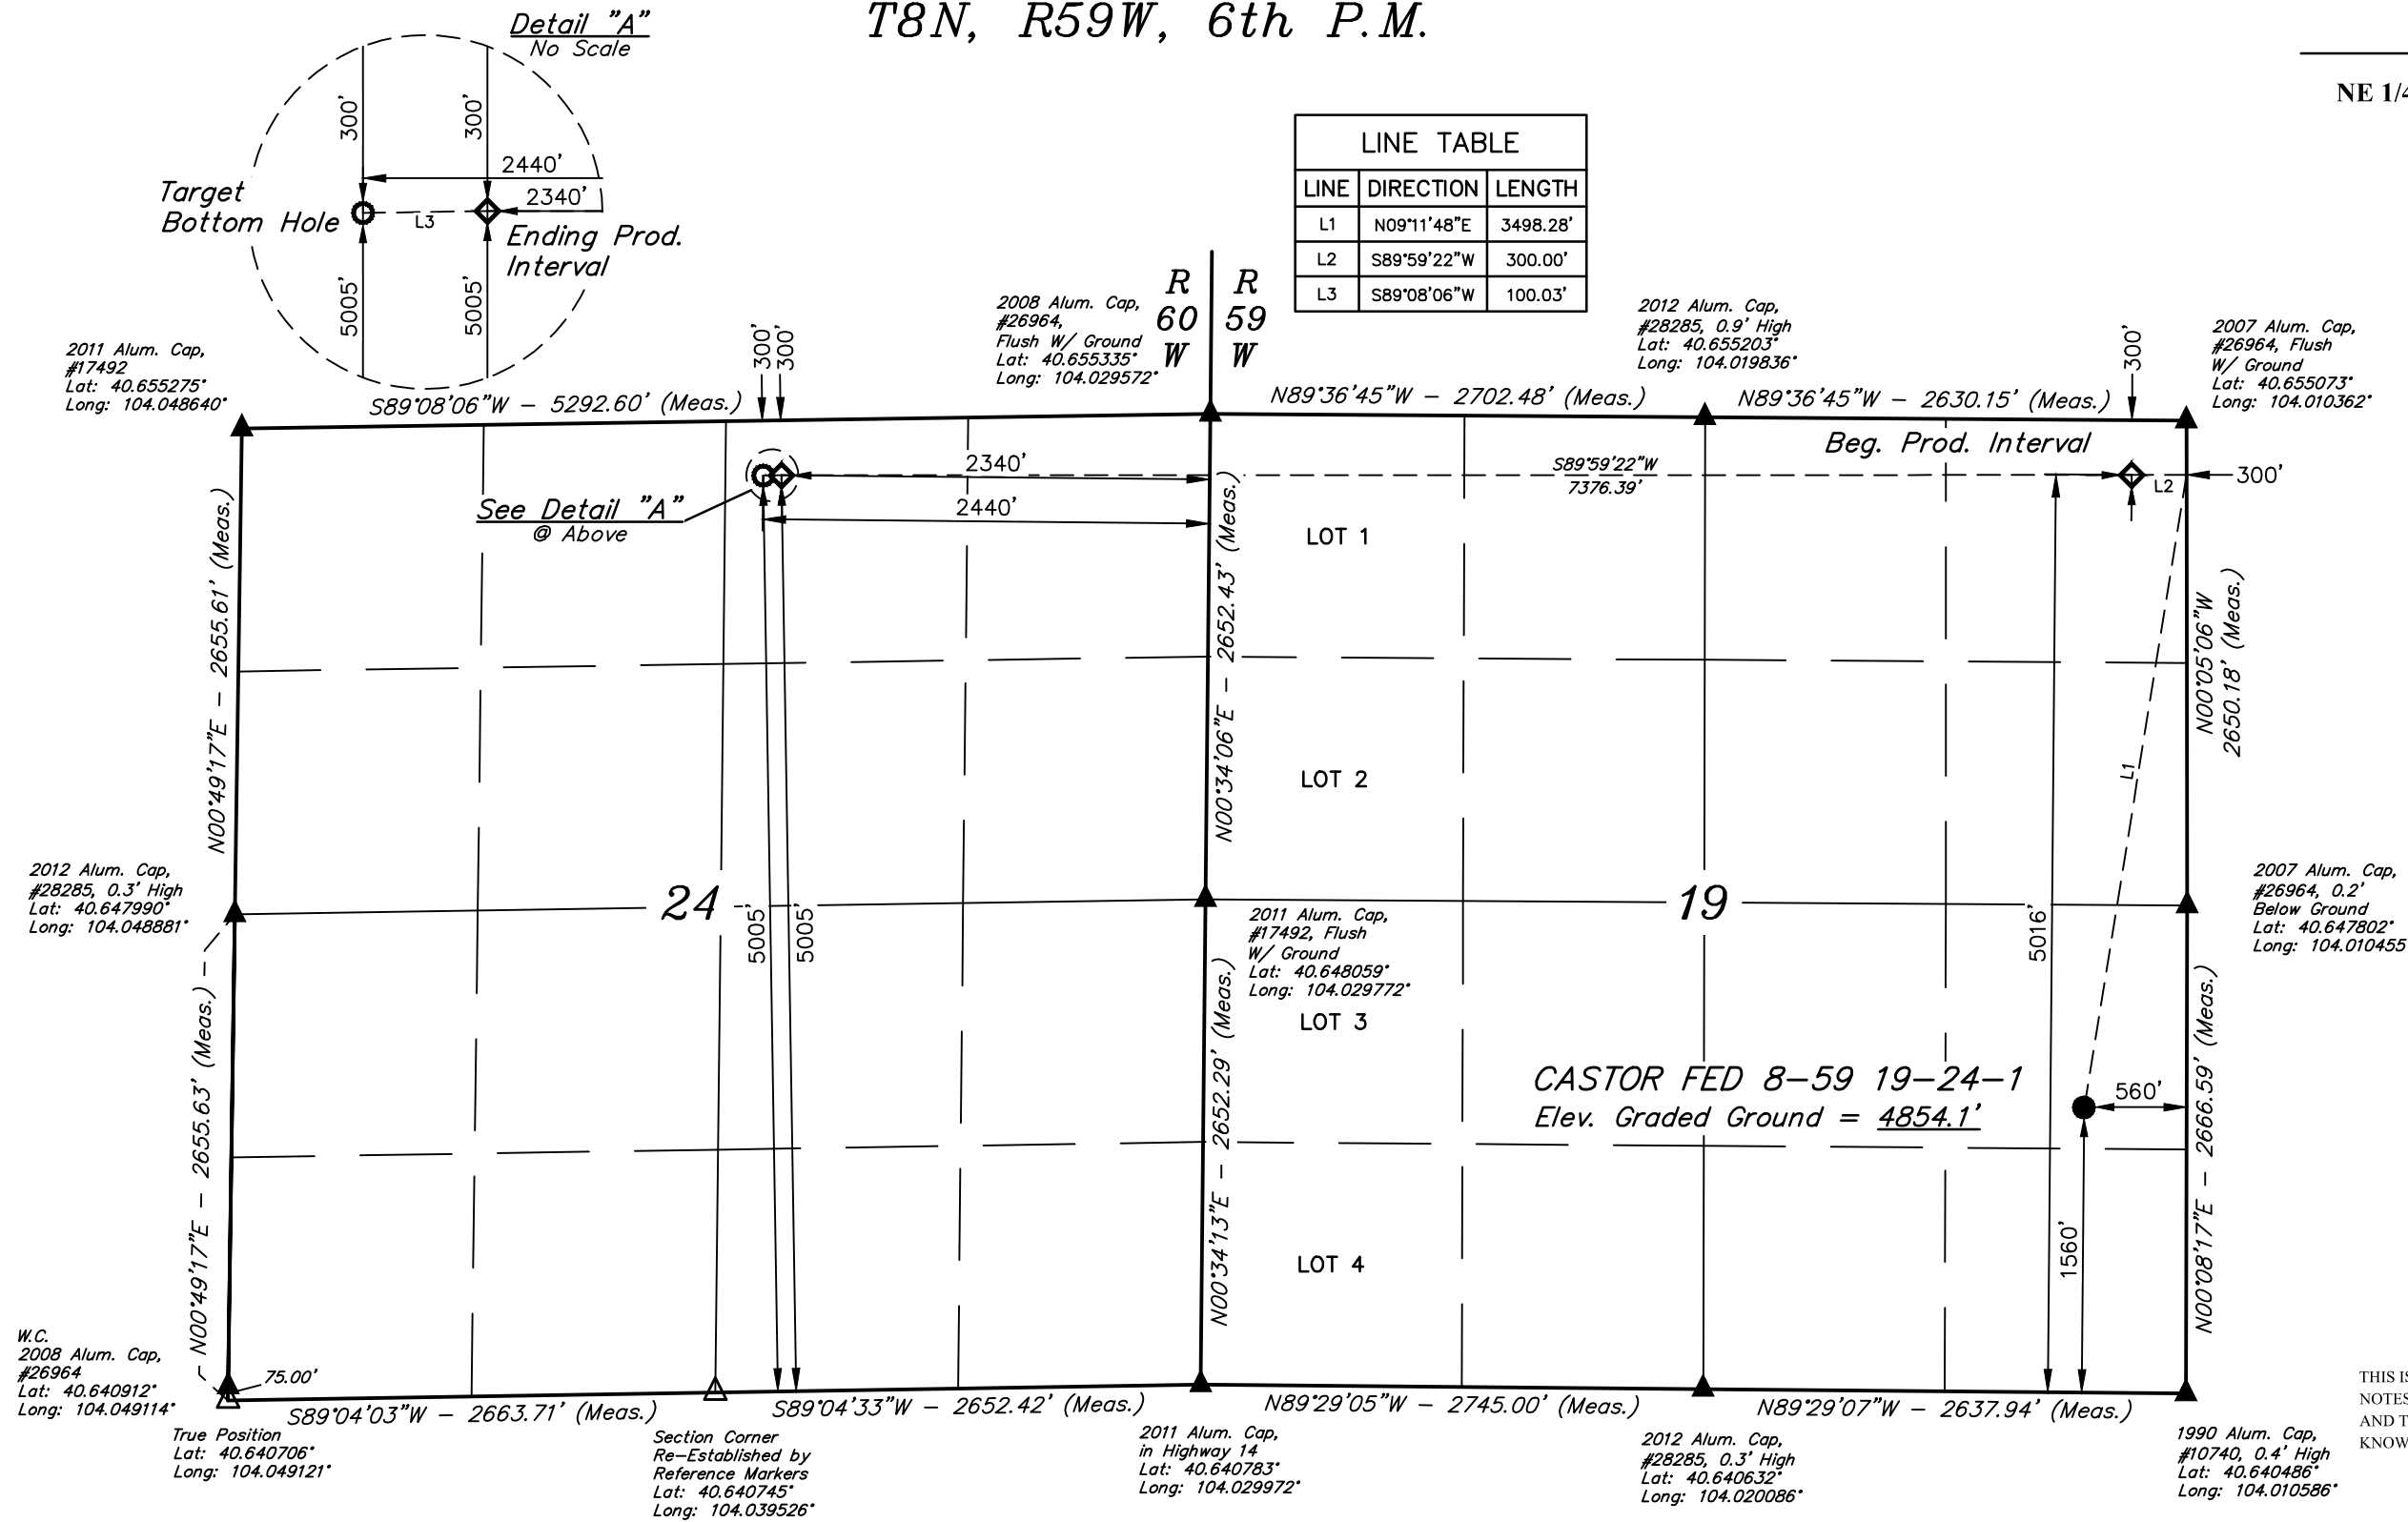 T8N, R59W, 6th P.M.
Detail "A"
No Scale
300'
300'
2440'
2340'
Target
Bottom Hole
L3
Ending Prod.
Interval
5005'
5005'
NE 1/4
LINE TABLE
LINE DIRECTION LENGTH
L1 N09°11'48"E 3498.28'
L2 S89°59'22"W 300.00'
L3 S89°08'06"W 100.03'
R R
60 59
W W
2011 Alum. Cap,
#17492
Lat: 40.655275°
Long: 104.048640°
S89°08'06"W - 5292.60' (Meas.)
300'
300'
2008 Alum. Cap,
#26964,
Flush W/ Ground
Lat: 40.655335°
Long: 104.029572°
N89°36'45"W - 2702.48' (Meas.)
2012 Alum. Cap,
#28285, 0.9' High
Lat: 40.655203°
Long: 104.019836°
N89°36'45"W - 2630.15' (Meas.)
300'
2007 Alum. Cap,
#26964, Flush
W/ Ground
Lat: 40.655073°
Long: 104.010362°
Beg. Prod. Interval
2340'
S89°59'22"W
7376.39'
L2
300'
See Detail "A"
@ Above
2440'
LOT 1
N00°49'17"E - 2655.61' (Meas.)
N00°34'06"E - 2652.43' (Meas.)
N00°05'06"W
2650.18' (Meas.)
LOT 2
L1
2012 Alum. Cap,
#28285, 0.3' High
Lat: 40.647990°
Long: 104.048881°
24
5005'
5005'
19
5016'
2007 Alum. Cap,
#26964, 0.2'
Below Ground
Lat: 40.647802°
Long: 104.010455
2011 Alum. Cap,
#17492, Flush
W/ Ground
Lat: 40.648059°
Long: 104.029772°
LOT 3
CASTOR FED 8-59 19-24-1
Elev. Graded Ground = 4854.1'
560'
N00°49'17"E - 2655.63' (Meas.)
N00°34'13"E - 2652.29' (Meas.)
1560'
N00°08'17"E - 2666.59' (Meas.)
LOT 4
W.C.
2008 Alum. Cap,
#26964
Lat: 40.640912°
Long: 104.049114°
75.00'
True Position
Lat: 40.640706°
Long: 104.049121°
S89°04'03"W - 2663.71' (Meas.)
Section Corner
Re-Established by
Reference Markers
Lat: 40.640745°
Long: 104.039526°
S89°04'33"W - 2652.42' (Meas.)
2011 Alum. Cap,
in Highway 14
Lat: 40.640783°
Long: 104.029972°
N89°29'05"W - 2745.00' (Meas.)
2012 Alum. Cap,
#28285, 0.3' High
Lat: 40.640632°
Long: 104.020086°
N89°29'07"W - 2637.94' (Meas.)
1990 Alum. Cap,
#10740, 0.4' High
Lat: 40.640486°
Long: 104.010586°
THIS IS
NOTES
AND T
KNOW